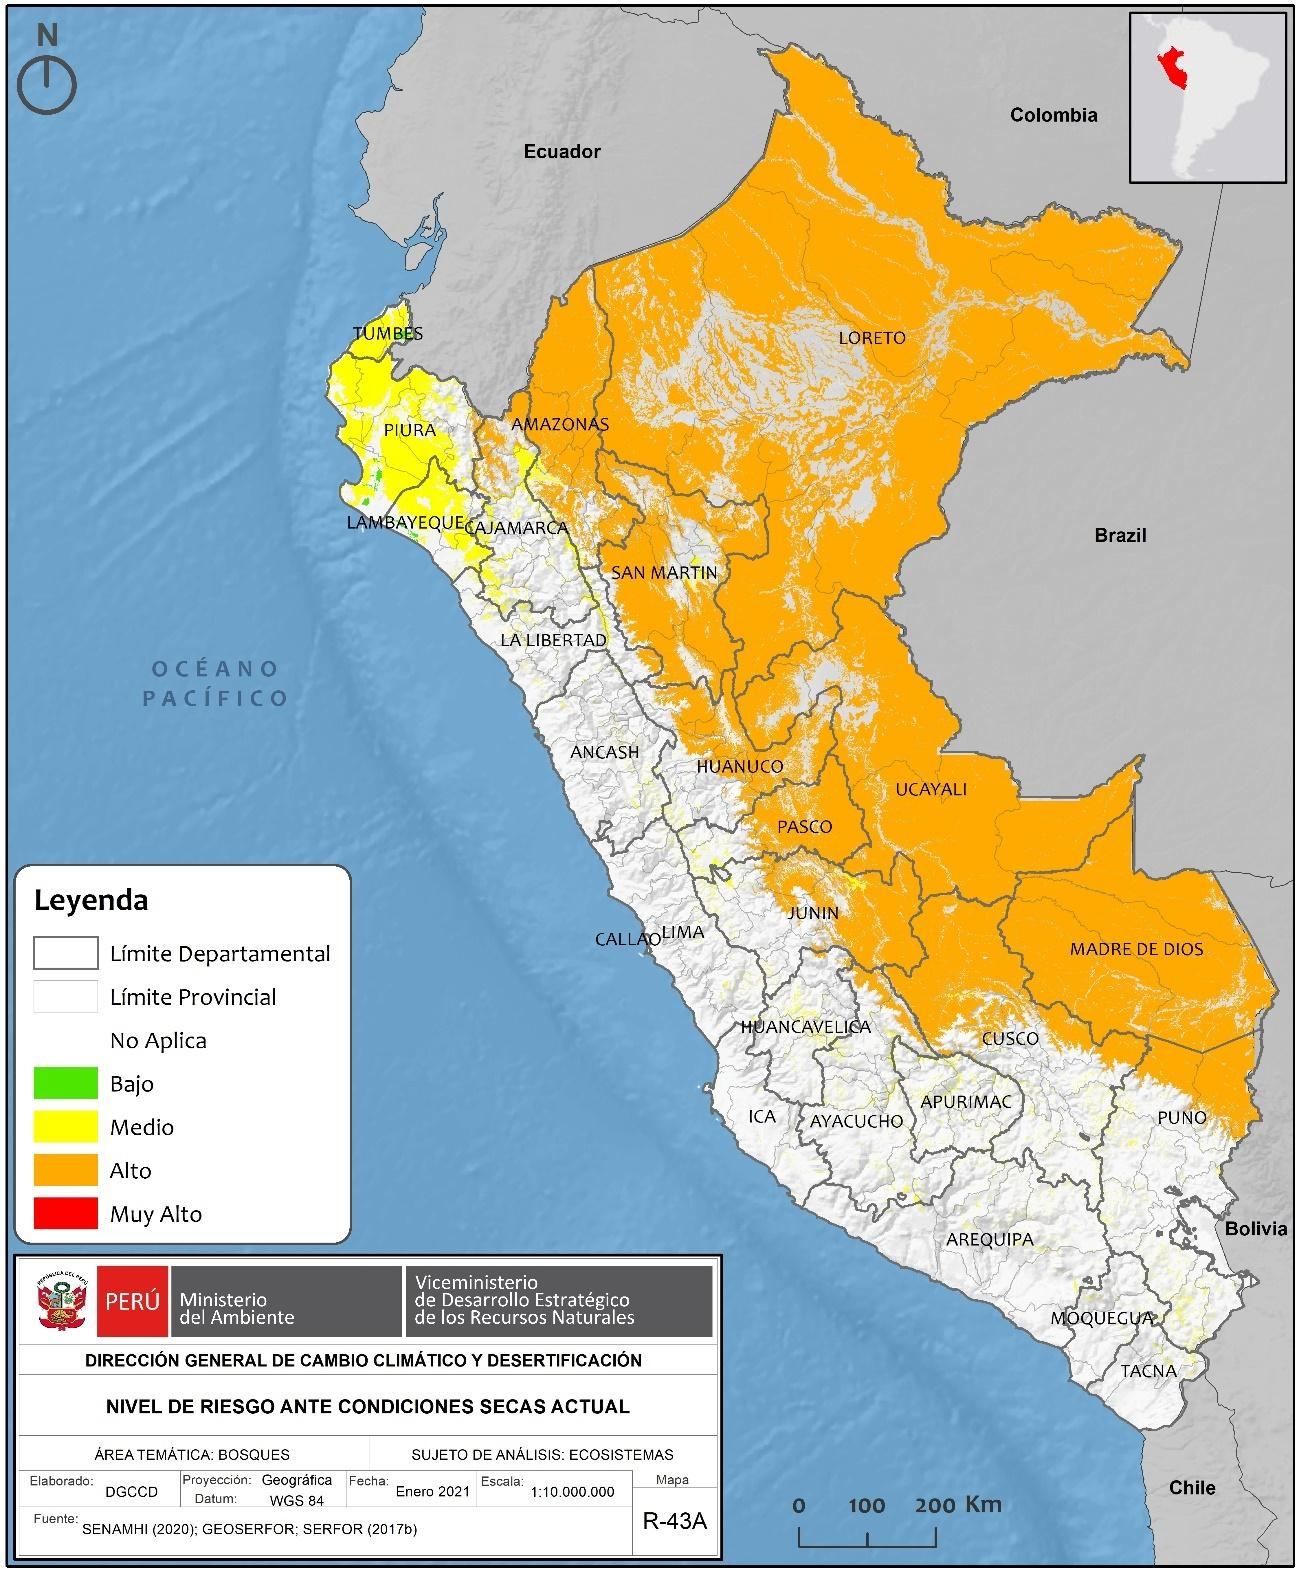 N
Colombia
Ecuador
LORETO
TUMBES
AMAZONAS
PIURA
LAMBAYEQUE
CAJAMARCA
Brazil
SAN MARTIN
LA LIBERTAD
OCÉANO
PACÍFICO
ANCASH
HUANUCO
UCAYALI
PASCO
JUNIN
CALLAO
LIMA
MADRE DE DIOS
HUANCAVELICA
CUSCO
ICA
AYACUCHO
APURIMAC
PUNO
AREQUIPA
Bolivia
MOQUEGUA
TACNA
Chile
Leyenda
Límite Departamental
Límite Provincial
No Aplica
Bajo
Medio
Alto
Muy Alto
REPÚBLICA DEL PERÚ
PERÚ
Ministerio
del Ambiente
Viceministerio
de Desarrollo Estratégico
de los Recursos Naturales
DIRECCIÓN GENERAL DE CAMBIO CLIMÁTICO Y DESERTIFICACIÓN
NIVEL DE RIESGO ANTE CONDICIONES SECAS ACTUAL
ÁREA TEMÁTICA: BOSQUES
SUJETO DE ANÁLISIS: ECOSISTEMAS
Elaborado: DGCCD
Proyección: Geográfica
Datum: WGS 84
Fecha: Enero 2021
Escala: 1:10.000.000
Mapa
R-43A
Fuente: SENAMHI (2020); GEOSERFOR; SERFOR (2017b)
0 100 200 Km